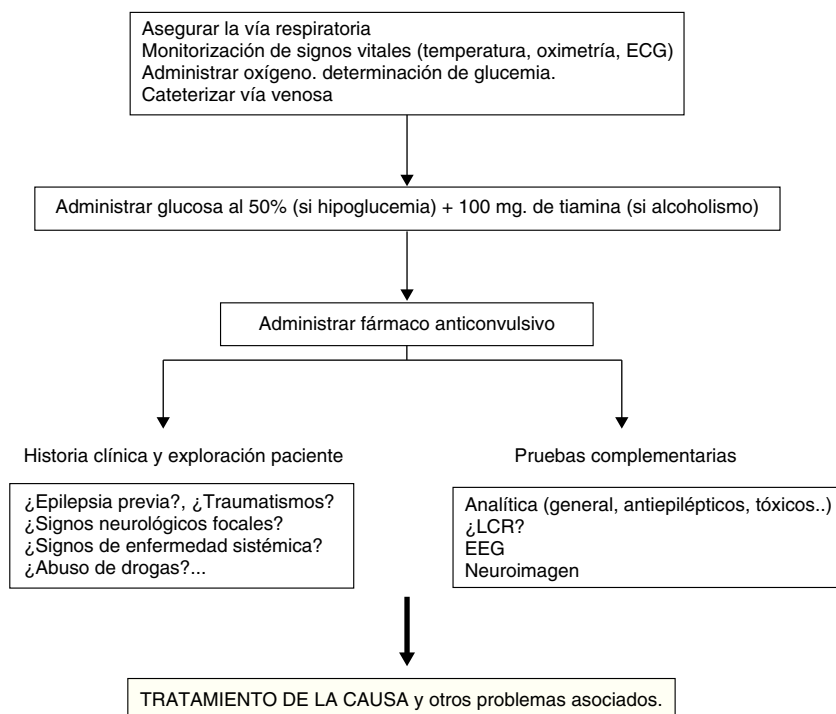 Asegurar la vía respiratoria
Monitorización de signos vitales (temperatura, oximetría, ECG)
Administrar oxígeno. determinación de glucemia.
Cateterizar vía venosa
Administrar glucosa al 50% (si hipoglucemia) + 100 mg. de tiamina (si alcoholismo)
Administrar fármaco anticonvulsivo
Historia clínica y exploración paciente
¿Epilepsia previa?, ¿Traumatismos?
¿Signos neurológicos focales?
¿Signos de enfermedad sistémica?
¿Abuso de drogas?...
Pruebas complementarias
Analítica (general, antiepilépticos, tóxicos..)
¿LCR?
EEG
Neuroimagen
TRATAMIENTO DE LA CAUSA y otros problemas asociados.